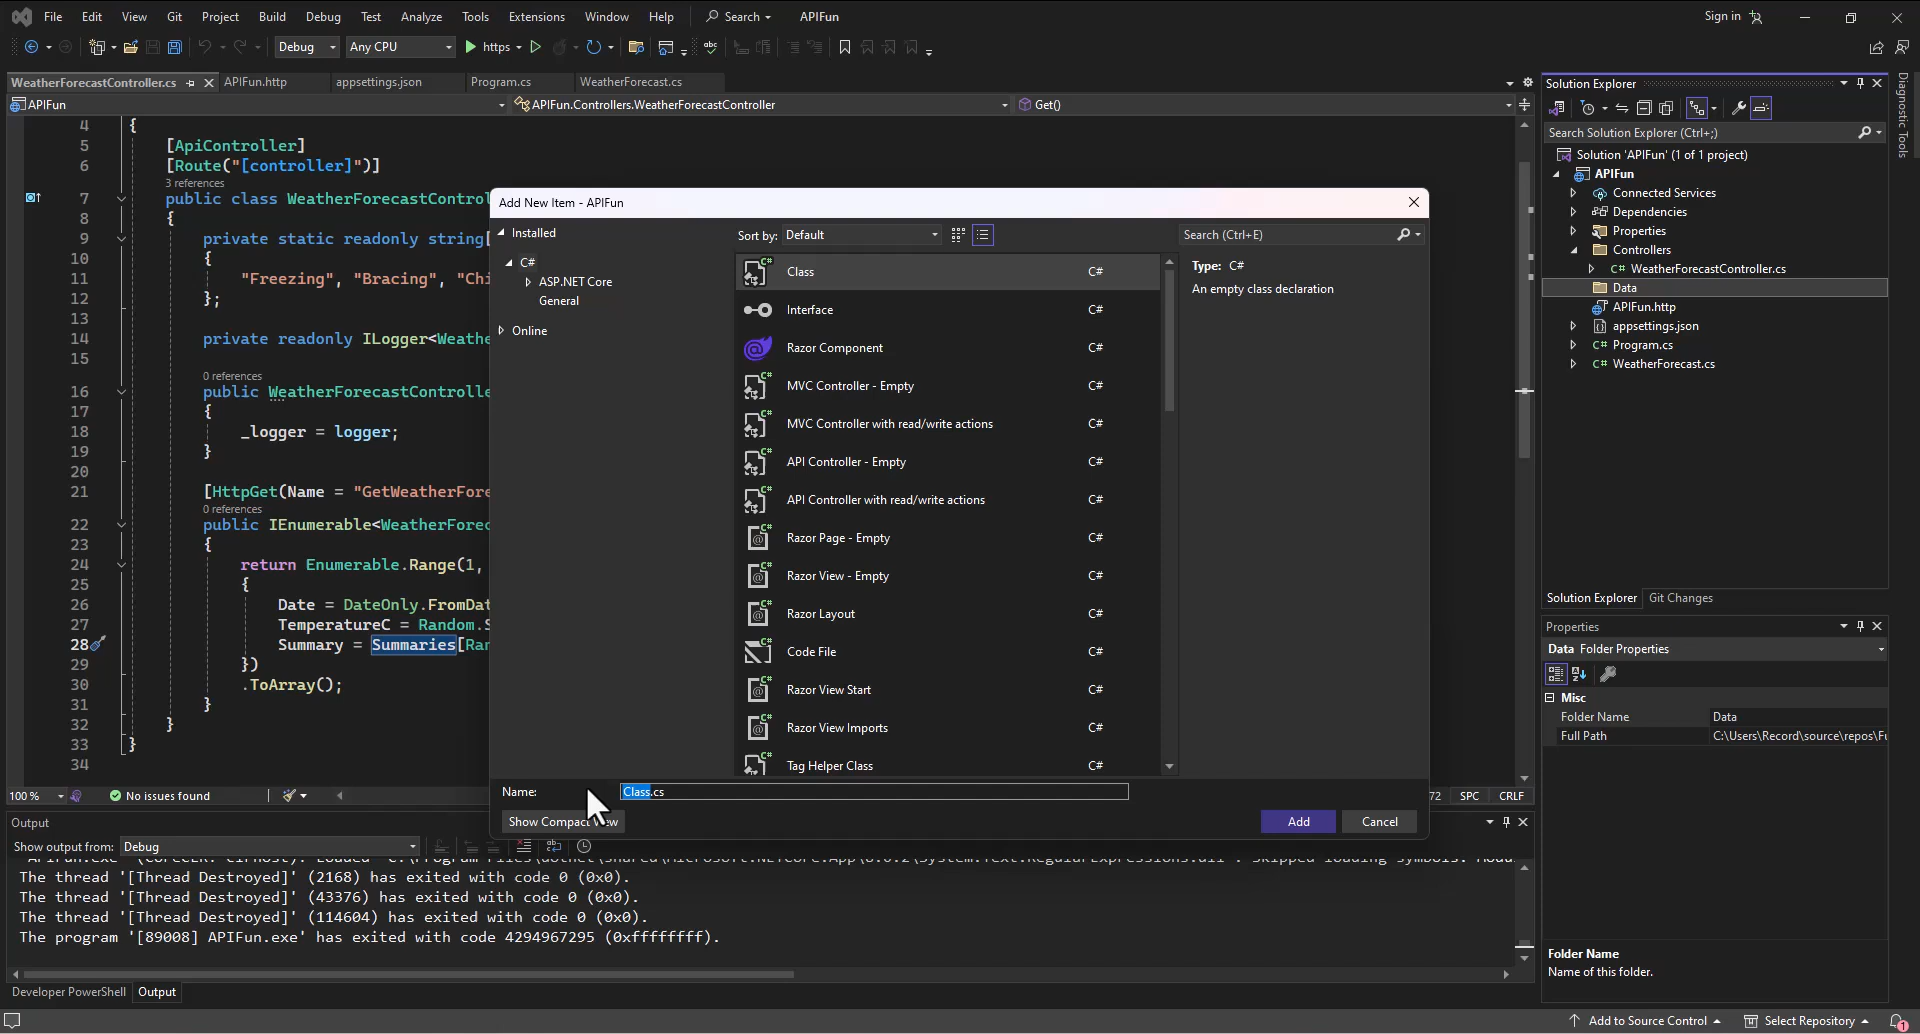 File Edit View Git Project Build Debug Test Analyze Tools Extensions Window Help Search APIFun Sign in
Debug Any CPU https
WeatherForecastController.cs APIFun.http appsettings.json Program.cs WeatherForecast.cs
APIFun APIFun.Controllers.WeatherForecastController Get()
4 {
5 [ApiController]
6 [Route("[controller]")]
3 references
7 public class WeatherForecastControl
8 {
9 private static readonly string[
10 {
11 "Freezing", "Bracing", "Chi
12 };
13
14 private readonly ILogger<Weathe
15
0 references
16 public WeatherForecastControlle
17 {
18 _logger = logger;
19 }
20
21 [HttpGet(Name = "GetWeatherFore
0 references
22 public IEnumerable<WeatherForec
23 {
24 return Enumerable.Range(1,
25 {
26 Date = DateOnly.FromDat
27 TemperatureC = Random.S
28 Summary = Summaries[Ran
29 })
30 .ToArray();
31 }
32 }
33 }
34
100 % No issues found
72 SPC CRLF
Add New Item - APIFun
Installed
C#
ASP.NET Core
General
Online
Sort by: Default
Search (Ctrl+E)
Class C#
Interface C#
Razor Component C#
MVC Controller - Empty C#
MVC Controller with read/write actions C#
API Controller - Empty C#
API Controller with read/write actions C#
Razor Page - Empty C#
Razor View - Empty C#
Razor Layout C#
Code File C#
Razor View Start C#
Razor View Imports C#
Tag Helper Class C#
Type: C#
An empty class declaration
Name: Class.cs
Show Compact View
Add Cancel
Output
Show output from: Debug
The thread '[Thread Destroyed]' (2168) has exited with code 0 (0x0).
The thread '[Thread Destroyed]' (43376) has exited with code 0 (0x0).
The thread '[Thread Destroyed]' (114604) has exited with code 0 (0x0).
The program '[89008] APIFun.exe' has exited with code 4294967295 (0xffffffff).
Developer PowerShell Output
Solution Explorer
Search Solution Explorer (Ctrl+;)
Solution 'APIFun' (1 of 1 project)
APIFun
Connected Services
Dependencies
Properties
Controllers
C# WeatherForecastController.cs
Data
APIFun.http
appsettings.json
C# Program.cs
C# WeatherForecast.cs
Solution Explorer Git Changes
Properties
Data Folder Properties
Misc
Folder Name Data
Full Path C:\Users\Record\source\repos\Fu
Folder Name
Name of this folder.
Diagnostic Tools
Add to Source Control Select Repository 1